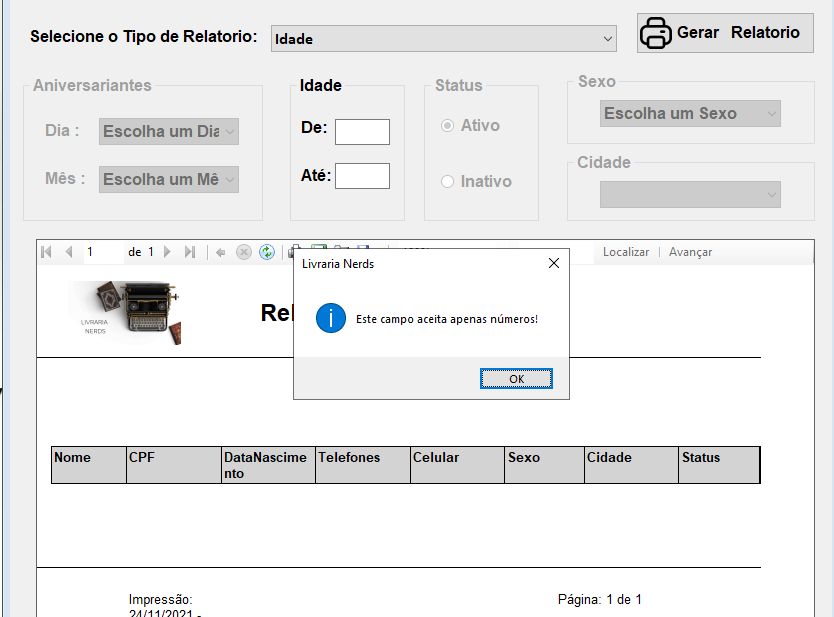 Selecione o Tipo de Relatorio:
Idade
Gerar Relatorio
Aniversariantes
Dia :
Escolha um Dia
Mês :
Escolha um Mê
Idade
De:
Até:
Status
Ativo
Inativo
Sexo
Escolha um Sexo
Cidade
1 de 1
Localizar | Avançar
LIVRARIA
NERDS
Livraria Nerds
Este campo aceita apenas números!
OK
Nome CPF DataNascime Telefones Celular Sexo Cidade Status
nto
Impressão: Página: 1 de 1
24/11/2021 -